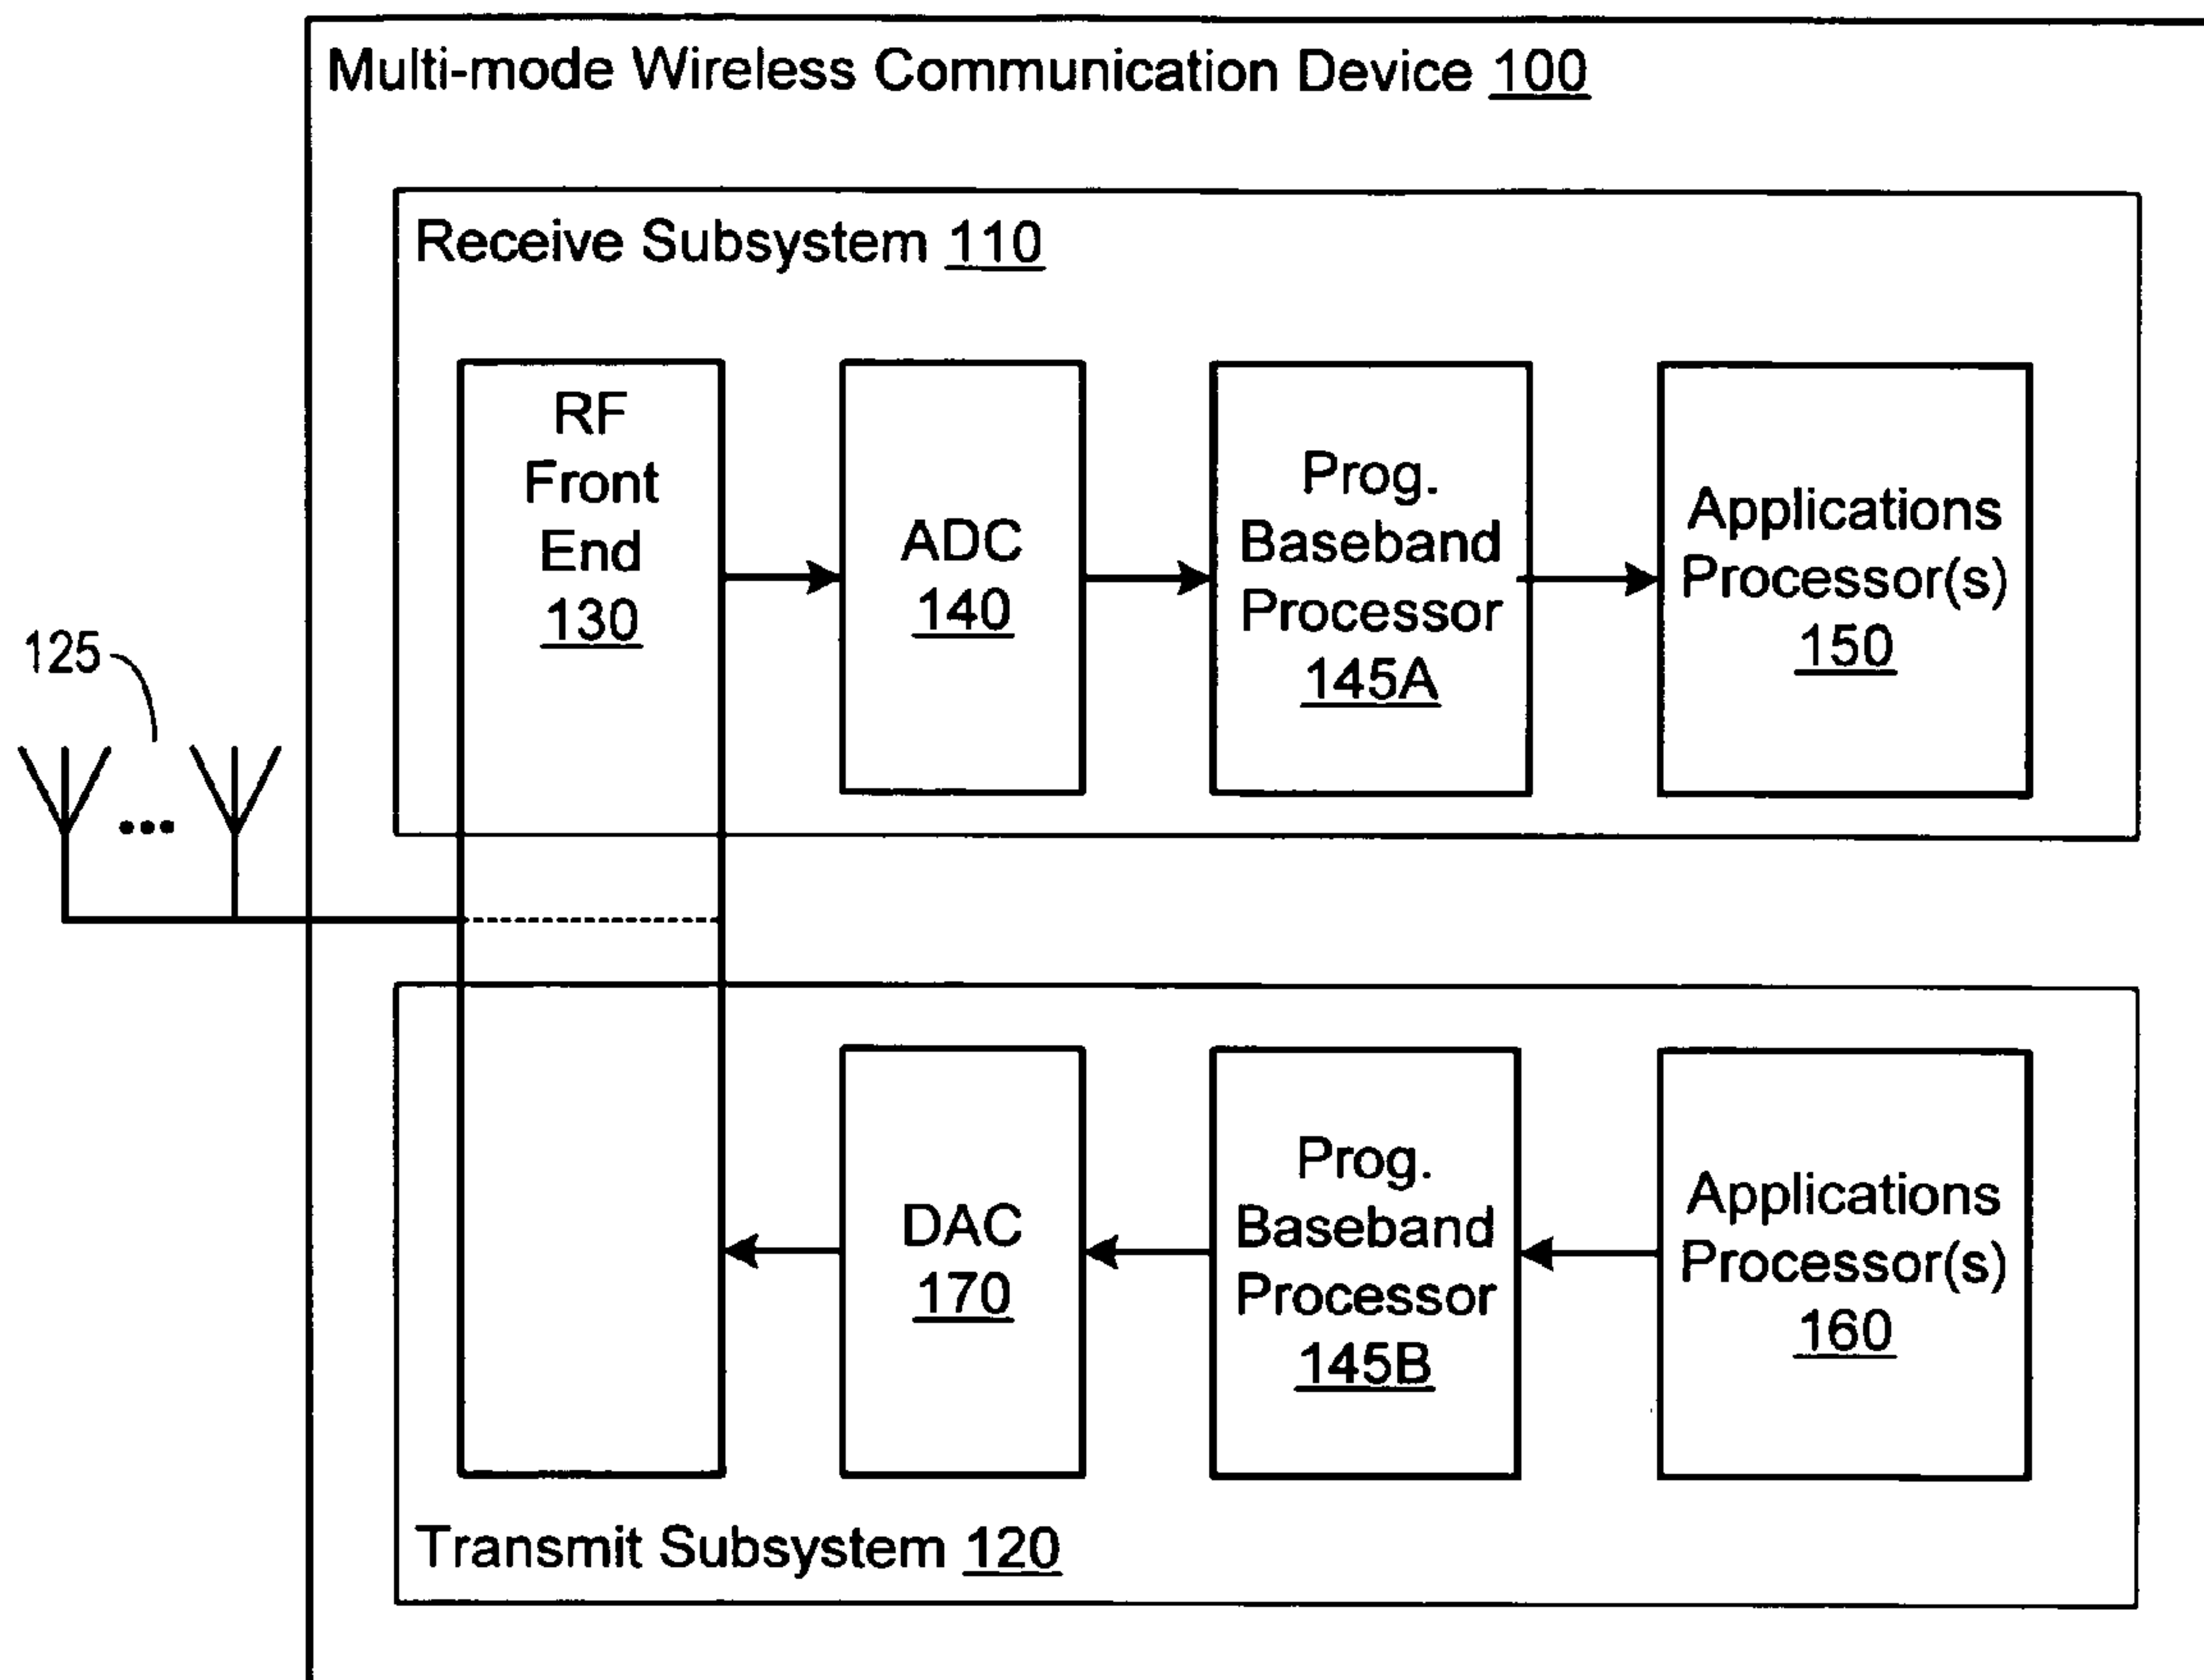 Multi-mode Wireless Communication Device 100
Receive Subsystem 110
RF
Front
End
130
ADC
140
Prog.
Baseband
Processor
145A
Applications
Processor(s)
150
125
DAC
170
Prog.
Baseband
Processor
145B
Applications
Processor(s)
160
Transmit Subsystem 120